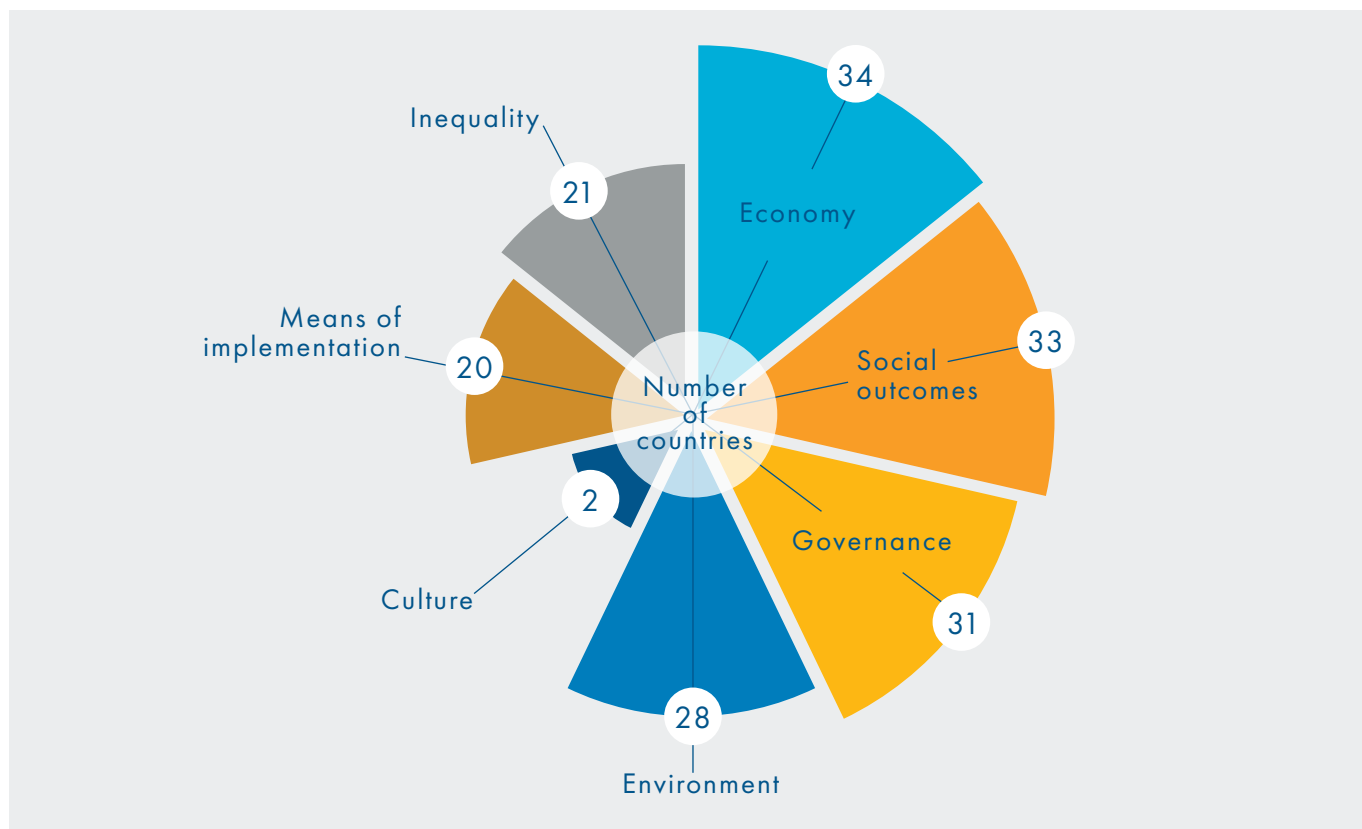 34
Inequality
21
Economy
Means of
implementation
20
33
Social
outcomes
Number
of
countries
2
Governance
Culture
31
28
Environment